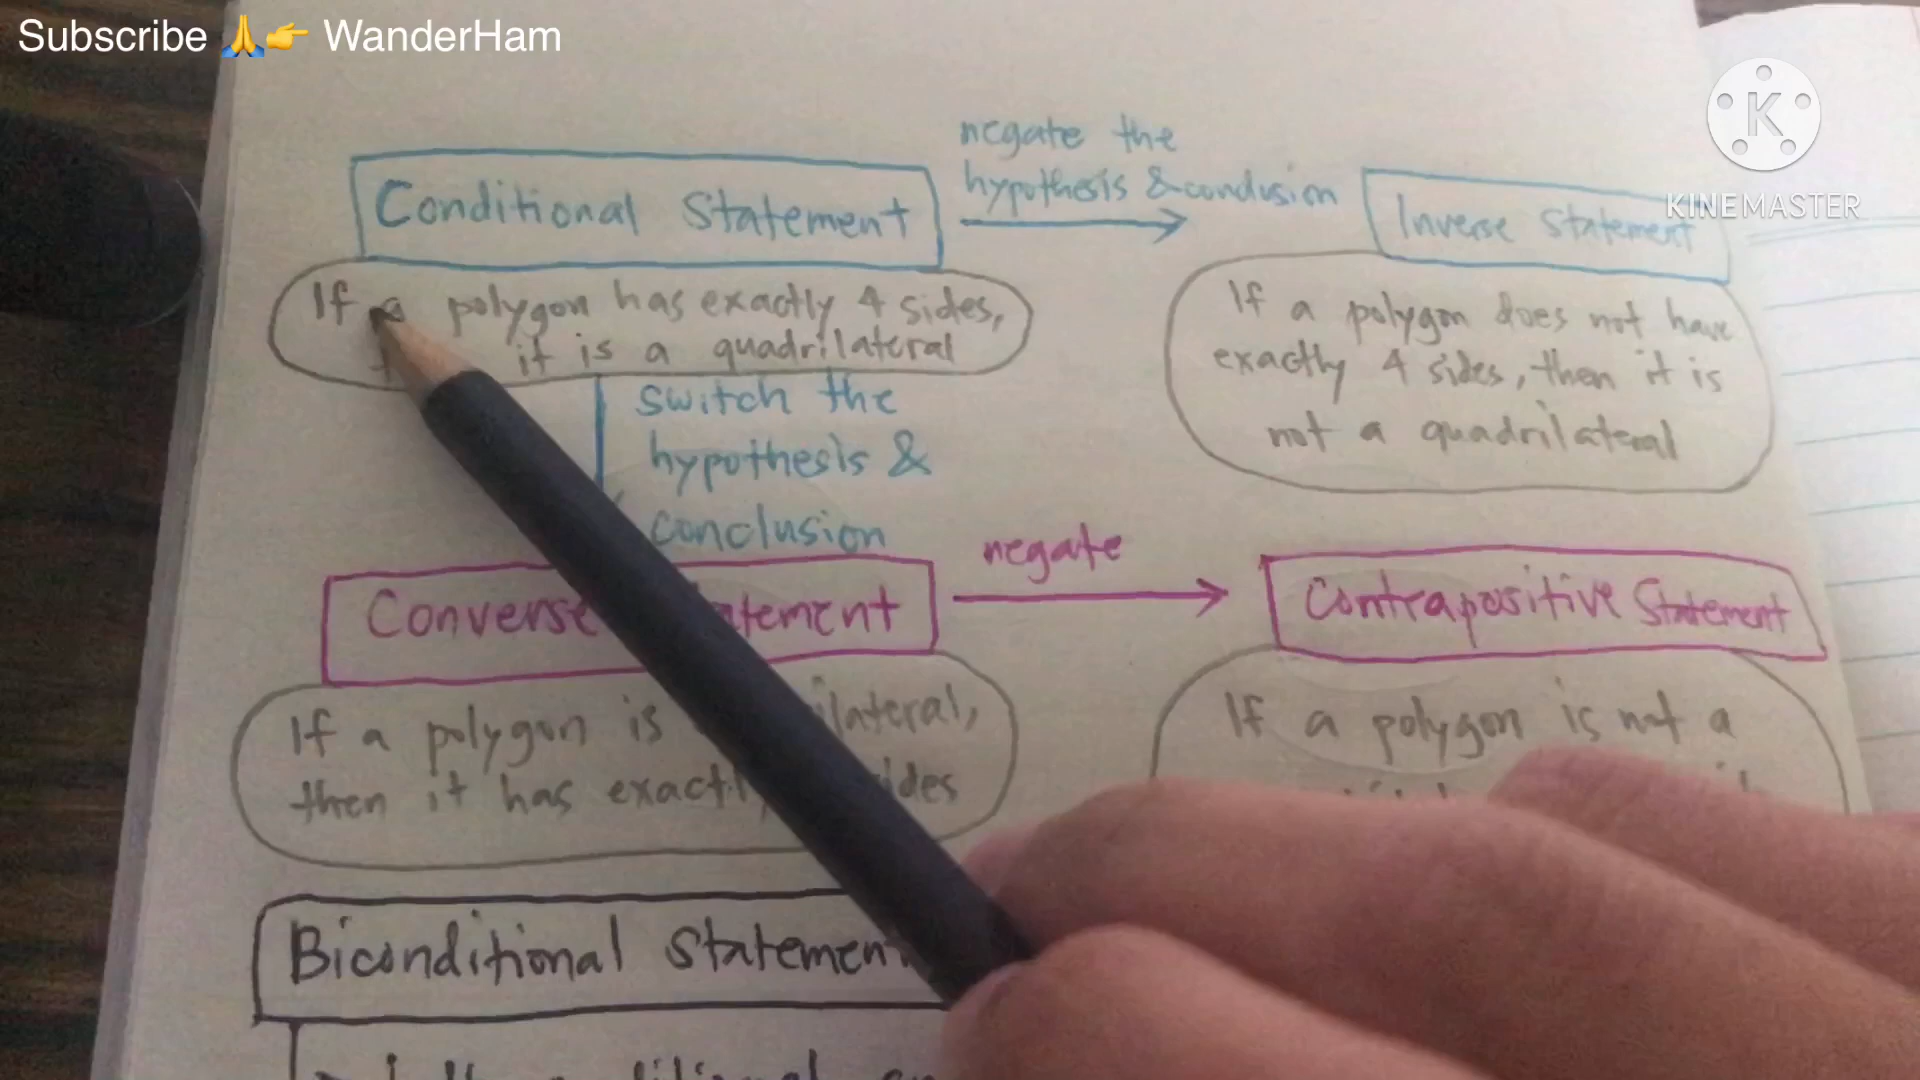 Subscribe 🙏👉 WanderHam
KINEMASTER
negate the
hypothesis & conclusion
Conditional Statement
Inverse Statement
If a polygon has exactly 4 sides,
it is a quadrilateral
If a polygon does not have
exactly 4 sides, then it is
not a quadrilateral
switch the
hypothesis &
conclusion
negate
Converse
Contrapositive Statement
If a polygon is
then it has exactly
If a polygon is not a
Biconditional